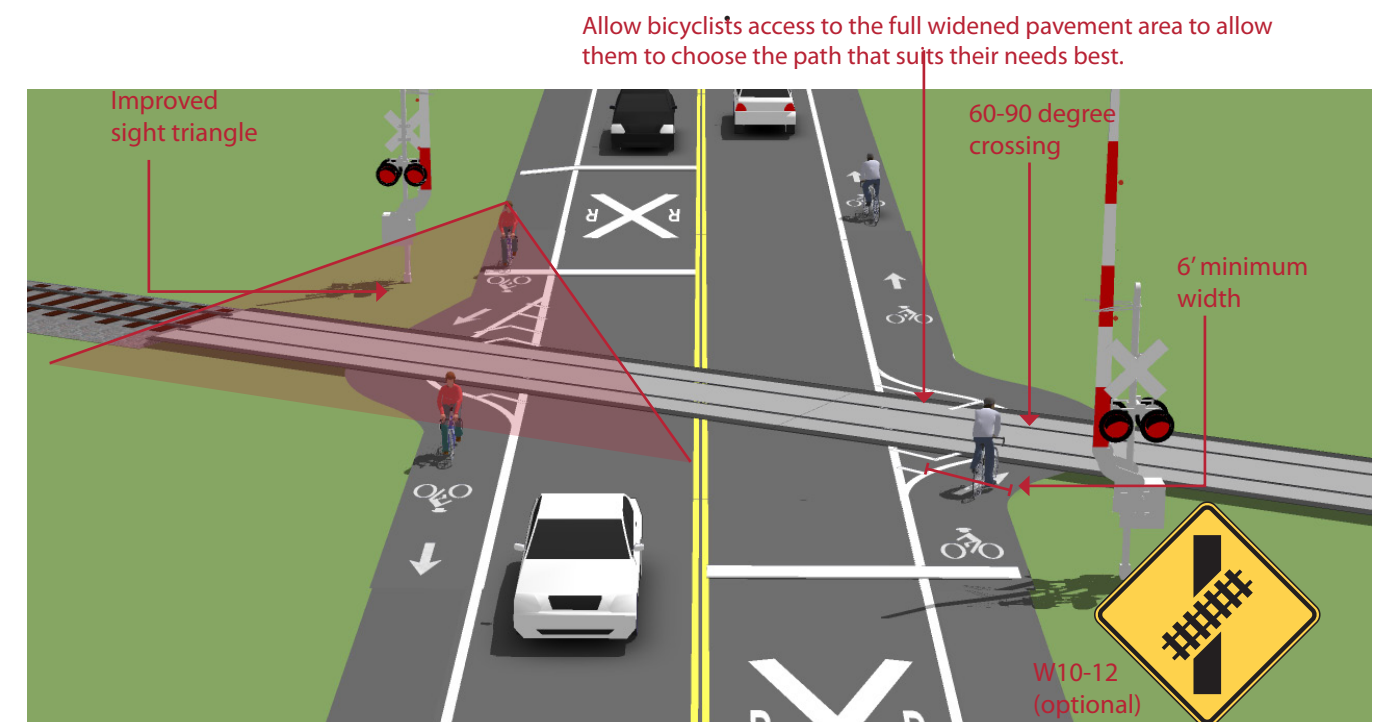 Allow bicyclists access to the full widened pavement area to allow
them to choose the path that suits their needs best.
Improved
sight triangle
60-90 degree
crossing
6’ minimum
width
R R
W10-12
(optional)
R R